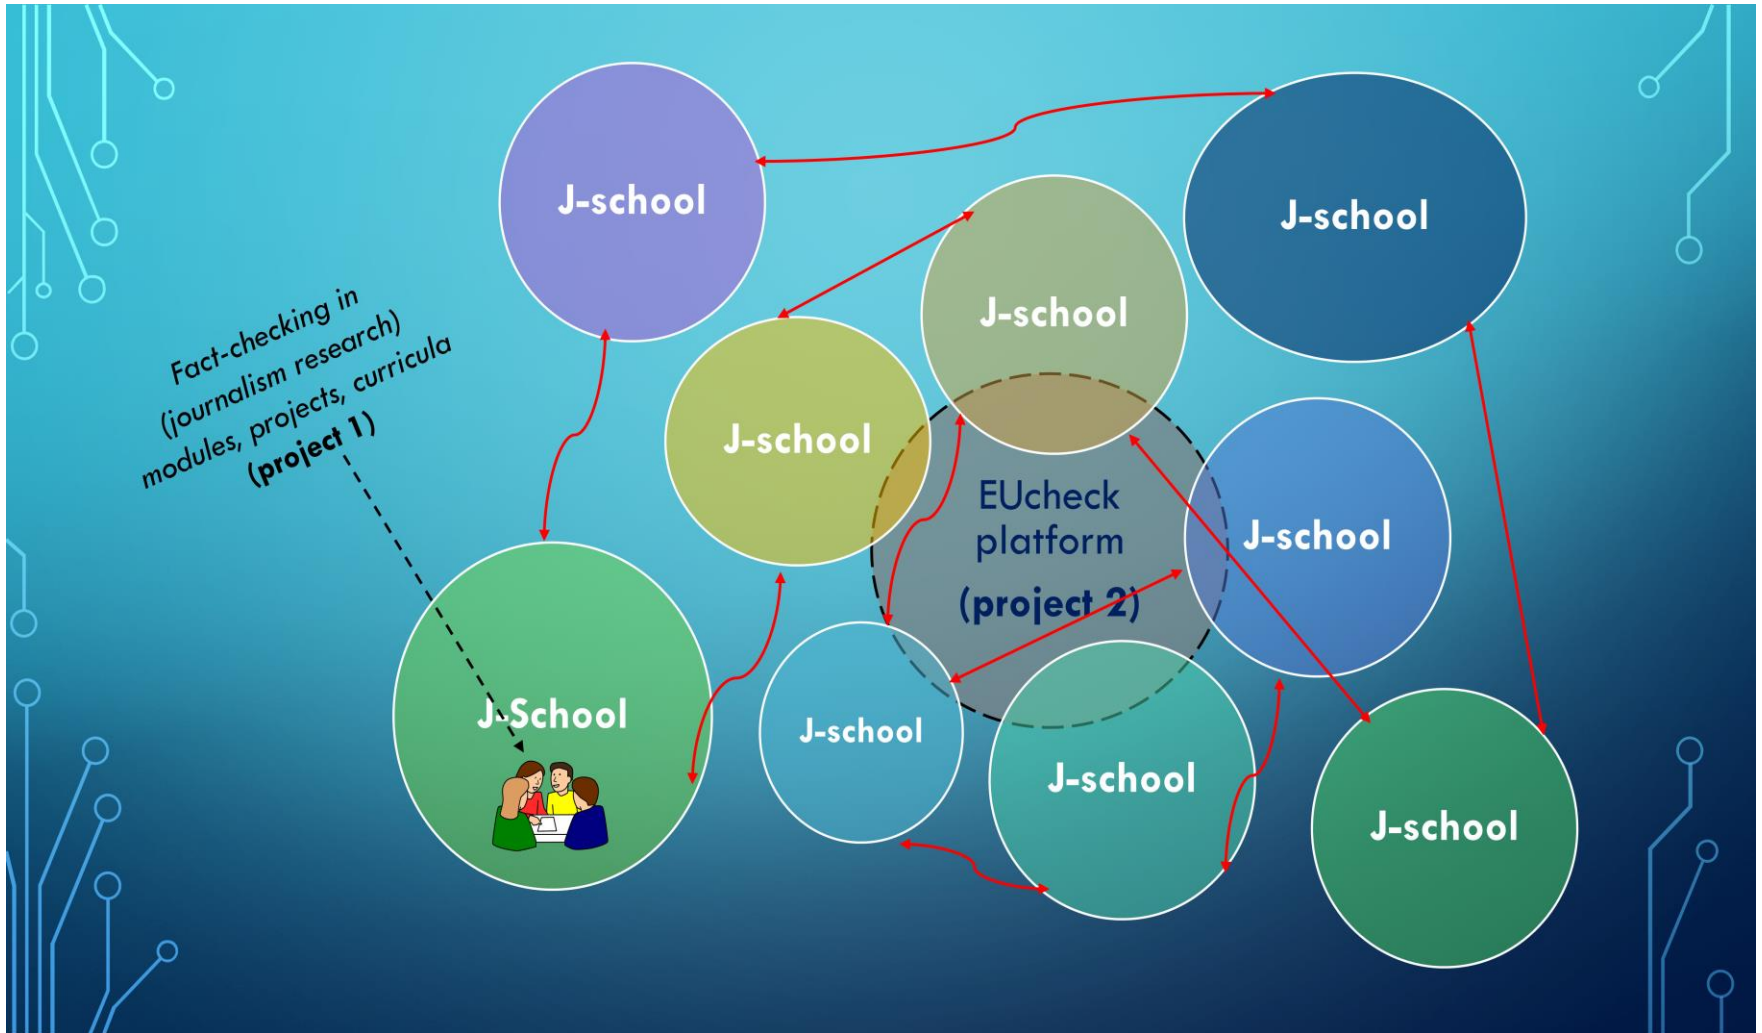 J-school
J-school
J-school
Fact-checking in
(journalism research)
modules, projects, curricula
(project 1)
J-school
EUcheck
platform
(project 2)
J-school
J-School
J-school
J-school
J-school